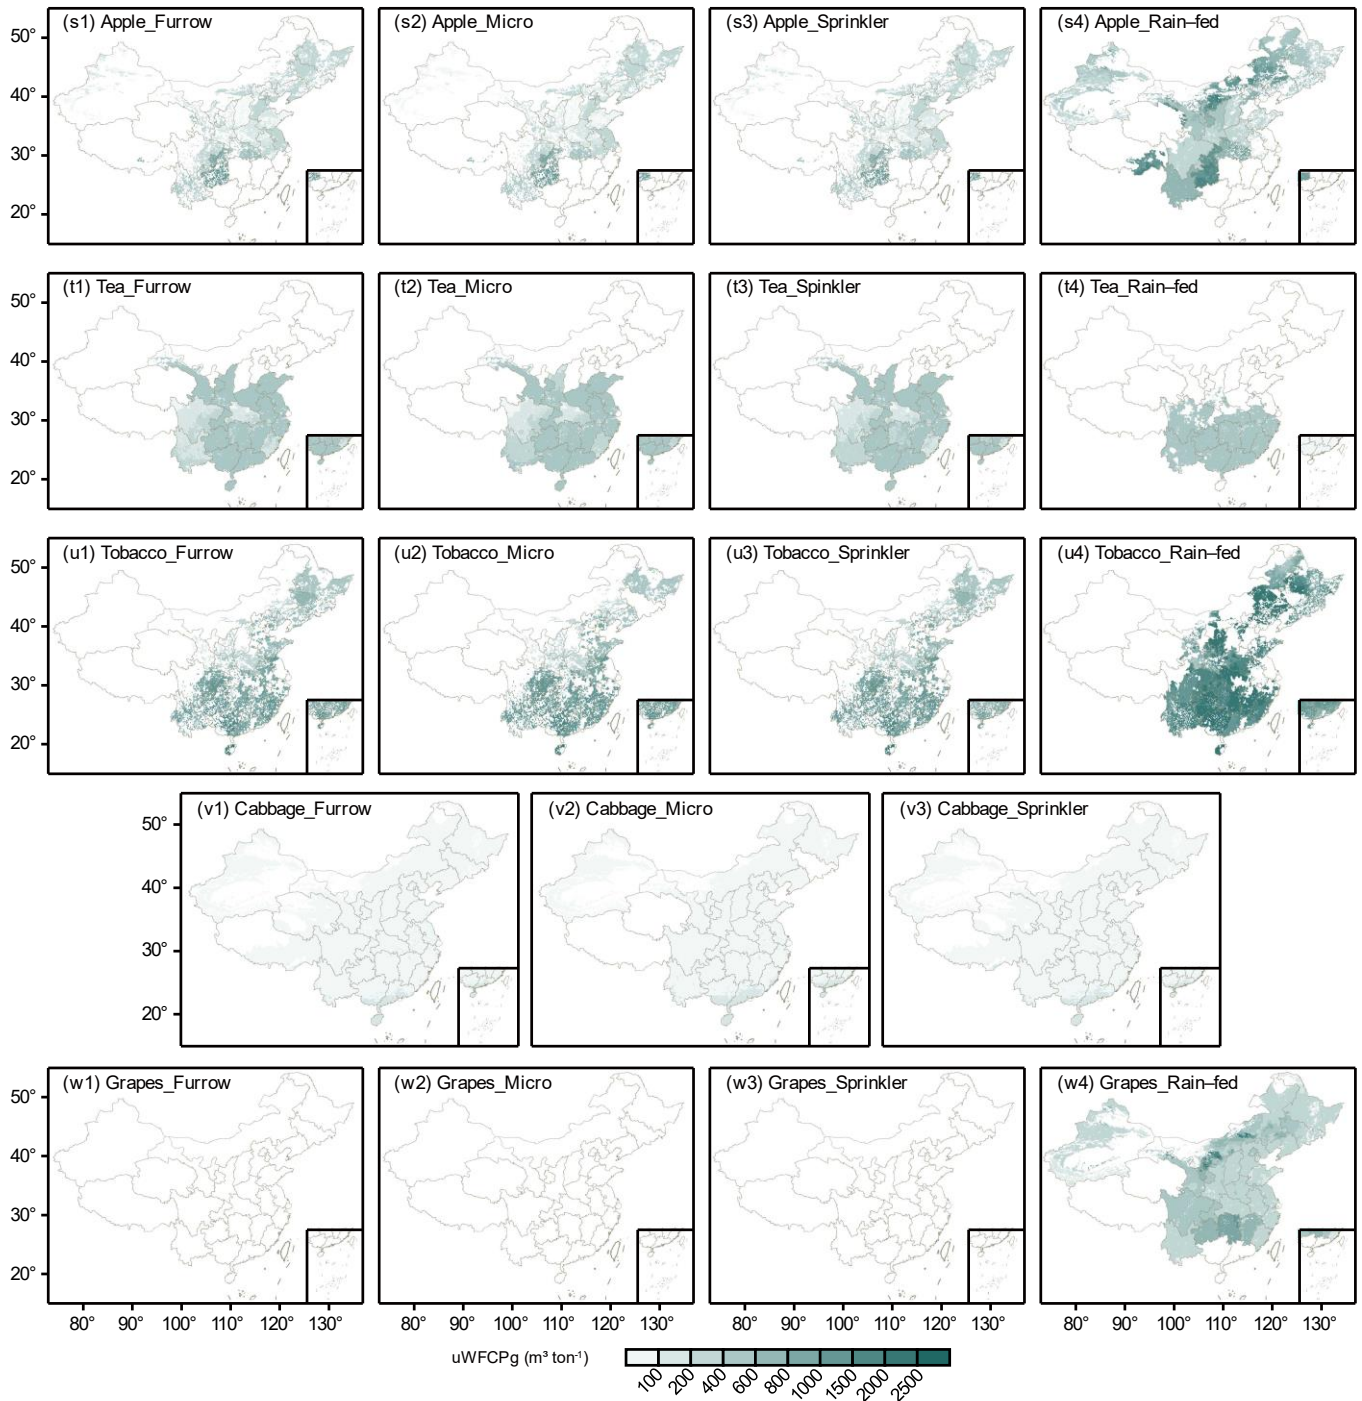 (s1) Apple_Furrow (s2) Apple_Micro (s3) Apple_Sprinkler (s4) Apple_Rain–fed
50°
40°
30°
20°
(t1) Tea_Furrow (t2) Tea_Micro (t3) Tea_Spinkler (t4) Tea_Rain–fed
50°
40°
30°
20°
(u1) Tobacco_Furrow (u2) Tobacco_Micro (u3) Tobacco_Sprinkler (u4) Tobacco_Rain–fed
50°
40°
30°
20°
(v1) Cabbage_Furrow (v2) Cabbage_Micro (v3) Cabbage_Sprinkler
50°
40°
30°
20°
(w1) Grapes_Furrow (w2) Grapes_Micro (w3) Grapes_Sprinkler (w4) Grapes_Rain–fed
50°
40°
30°
20°
80° 90° 100° 110° 120° 130° 80° 90° 100° 110° 120° 130° 80° 90° 100° 110° 120° 130° 80° 90° 100° 110° 120° 130°
uWFCPg (m³ ton⁻¹)
100 200 400 600 800 1000 1500 2000 2500